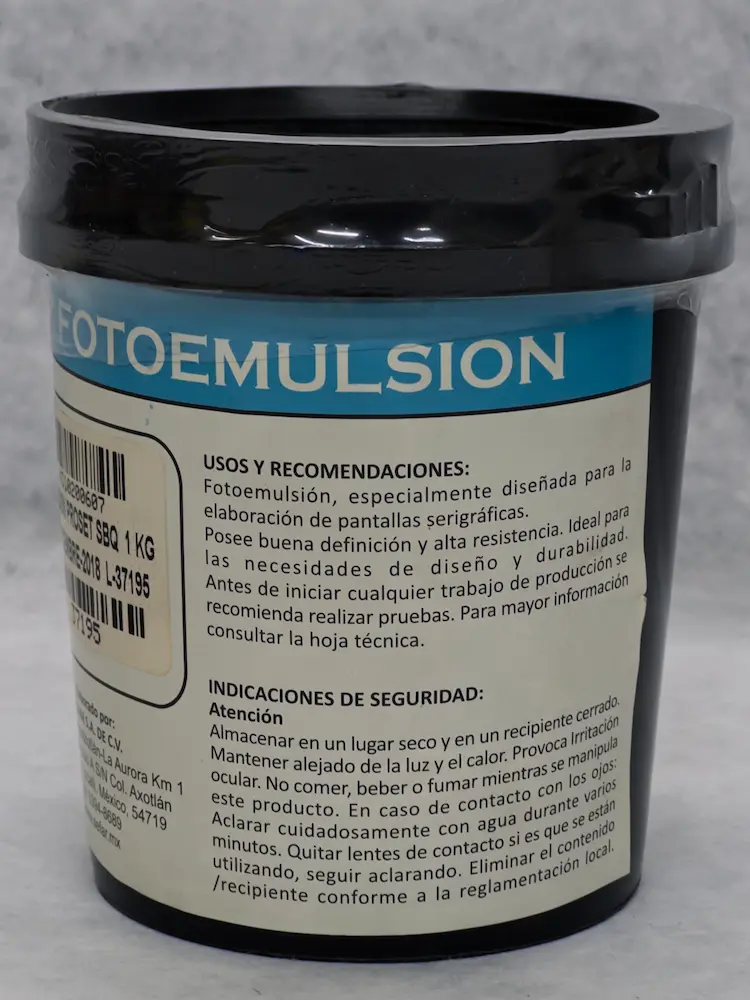 FOTOEMULSION
PROSET SBQ 1 KG
-2018 L-37195
37195
por:
S.A. DE C.V.
-La Aurora Km 1
A S/N Col. Axotlán
México, 54719
USOS Y RECOMENDACIONES:
Fotoemulsión, especialmente diseñada para la
elaboración de pantallas serigráficas.
Posee buena definición y alta resistencia. Ideal para
las necesidades de diseño y durabilidad.
Antes de iniciar cualquier trabajo de producción se
recomienda realizar pruebas. Para mayor información
consultar la hoja técnica.
INDICACIONES DE SEGURIDAD:
Atención
Almacenar en un lugar seco y en un recipiente cerrado.
Mantener alejado de la luz y el calor. Provoca Irritación
ocular. No comer, beber o fumar mientras se manipula
este producto. En caso de contacto con los ojos:
Aclarar cuidadosamente con agua durante varios
minutos. Quitar lentes de contacto si es que se están
utilizando, seguir aclarando. Eliminar el contenido
/recipiente conforme a la reglamentación local.